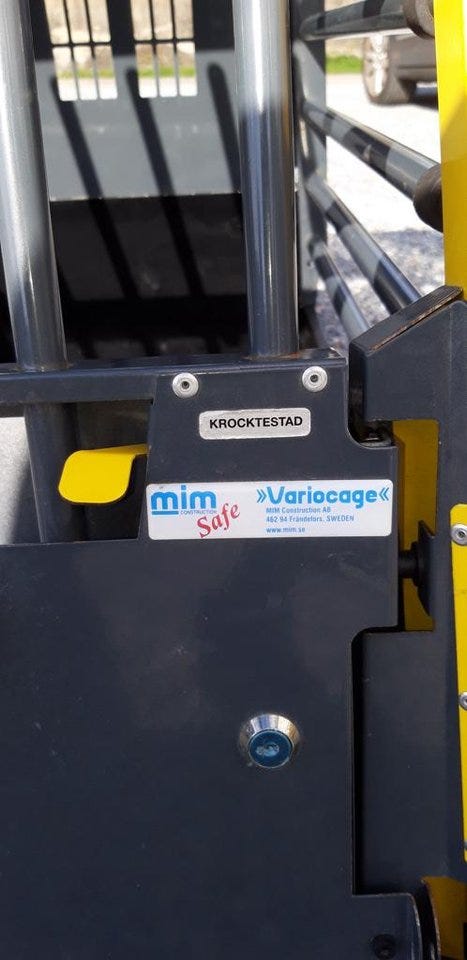 KROCKTESTAD
mim
CONSTRUCTION
Safe
»Variocage«
MIM Construction AB
462 94 Frändefors, SWEDEN
www.mim.se